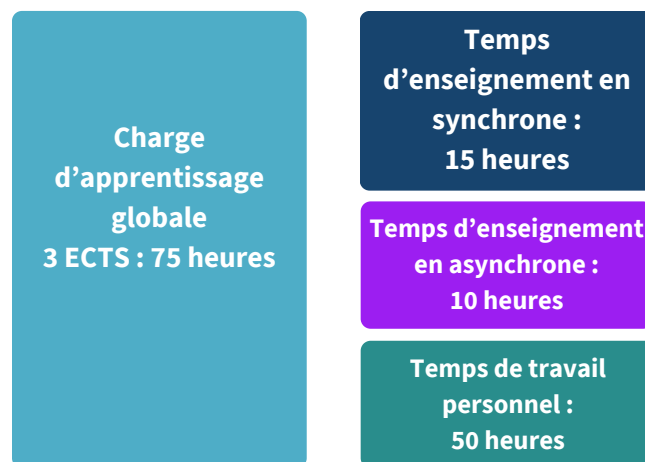 Charge
d’apprentissage
globale
3 ECTS : 75 heures
Temps
d’enseignement en
synchrone :
15 heures
Temps d’enseignement
en asynchrone :
10 heures
Temps de travail
personnel :
50 heures